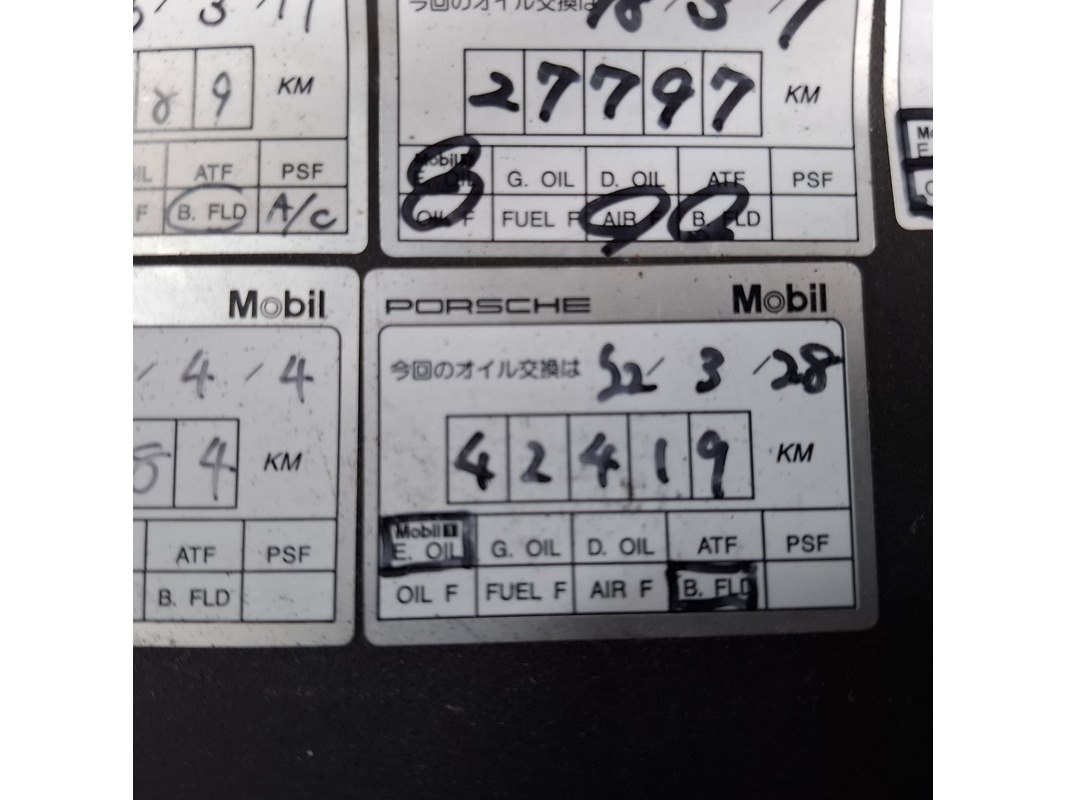 3/11
8 9 KM
IL ATF PSF
F B. FLD A/C
今回のオイル交換は 18/3/1
2 7 7 9 7 KM
Mobil 1
E. OIL G. OIL D. OIL ATF PSF
OIL F FUEL F AIR F B. FLD
Mobil
/ 4 / 4
8 4 KM
ATF PSF
B. FLD
PORSCHE Mobil
今回のオイル交換は 22/ 3 /28
4 2 4 1 9 KM
Mobil 1
E. OIL G. OIL D. OIL ATF PSF
OIL F FUEL F AIR F B. FLD